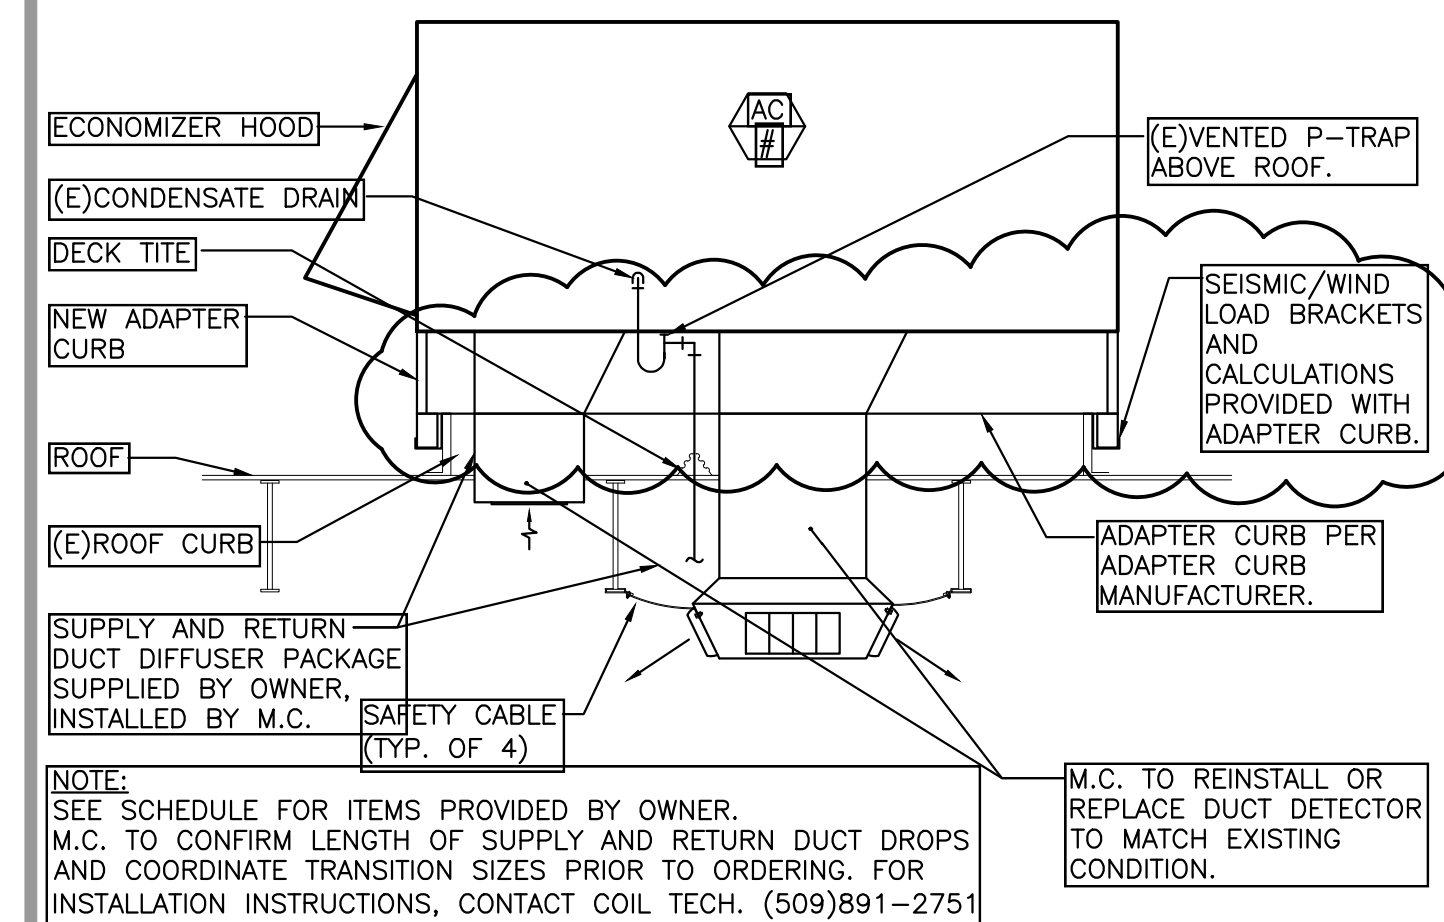 AC
#
ECONOMIZER HOOD
(E)CONDENSATE DRAIN
DECK TITE
NEW ADAPTER
CURB
ROOF
(E)ROOF CURB
SUPPLY AND RETURN
DUCT DIFFUSER PACKAGE
SUPPLIED BY OWNER,
INSTALLED BY M.C.
SAFETY CABLE
(TYP. OF 4)
(E)VENTED P-TRAP
ABOVE ROOF.
SEISMIC/WIND
LOAD BRACKETS
AND
CALCULATIONS
PROVIDED WITH
ADAPTER CURB.
ADAPTER CURB PER
ADAPTER CURB
MANUFACTURER.
M.C. TO REINSTALL OR
REPLACE DUCT DETECTOR
TO MATCH EXISTING
CONDITION.
NOTE:
SEE SCHEDULE FOR ITEMS PROVIDED BY OWNER.
M.C. TO CONFIRM LENGTH OF SUPPLY AND RETURN DUCT DROPS
AND COORDINATE TRANSITION SIZES PRIOR TO ORDERING. FOR
INSTALLATION INSTRUCTIONS, CONTACT COIL TECH. (509)891-2751